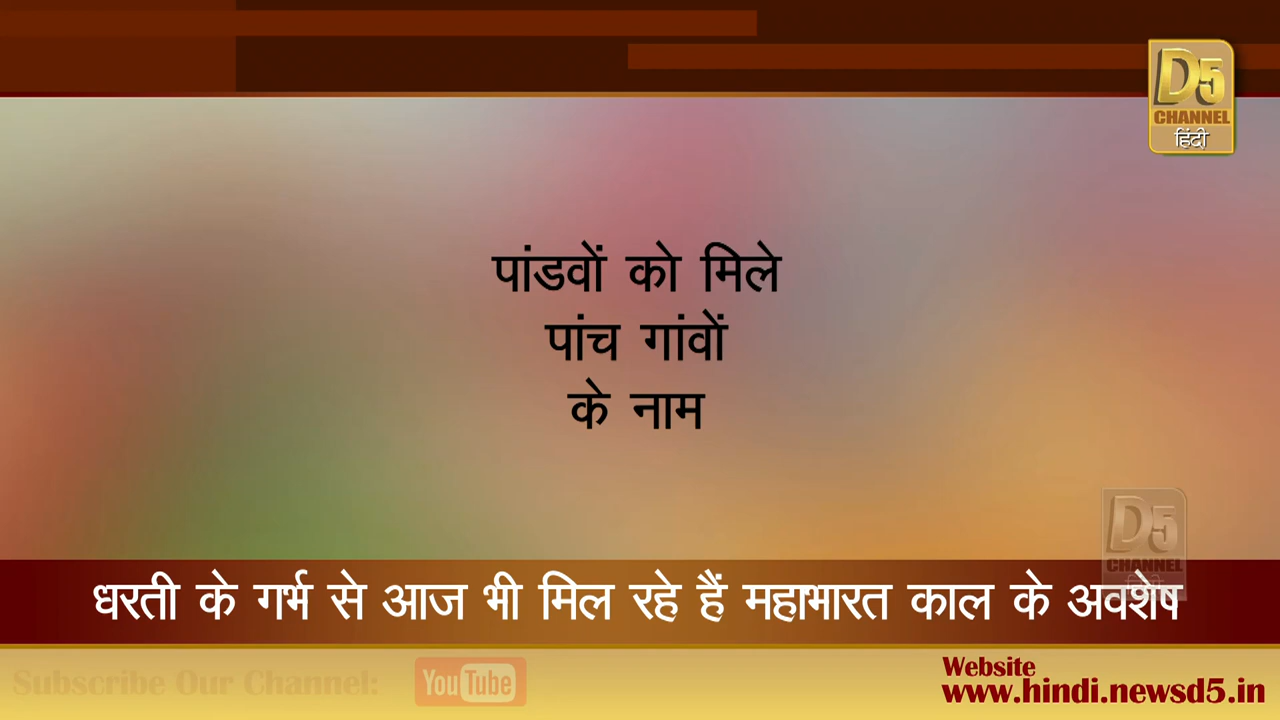 D5
CHANNEL
हिंदी
पांडवों को मिले
पांच गांवों
के नाम
D5
CHANNEL
हिंदी
धरती के गर्भ से आज भी मिल रहे हैं महाभारत काल के अवशेष
Subscribe Our Channel:
YouTube
Website
www.hindi.newsd5.in